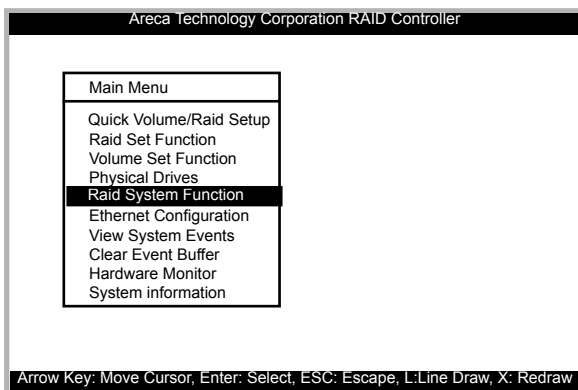 Areca Technology Corporation RAID Controller
Main Menu
Quick Volume/Raid Setup
Raid Set Function
Volume Set Function
Physical Drives
Raid System Function
Ethernet Configuration
View System Events
Clear Event Buffer
Hardware Monitor
System information
Arrow Key: Move Cursor, Enter: Select, ESC: Escape, L:Line Draw, X: Redraw